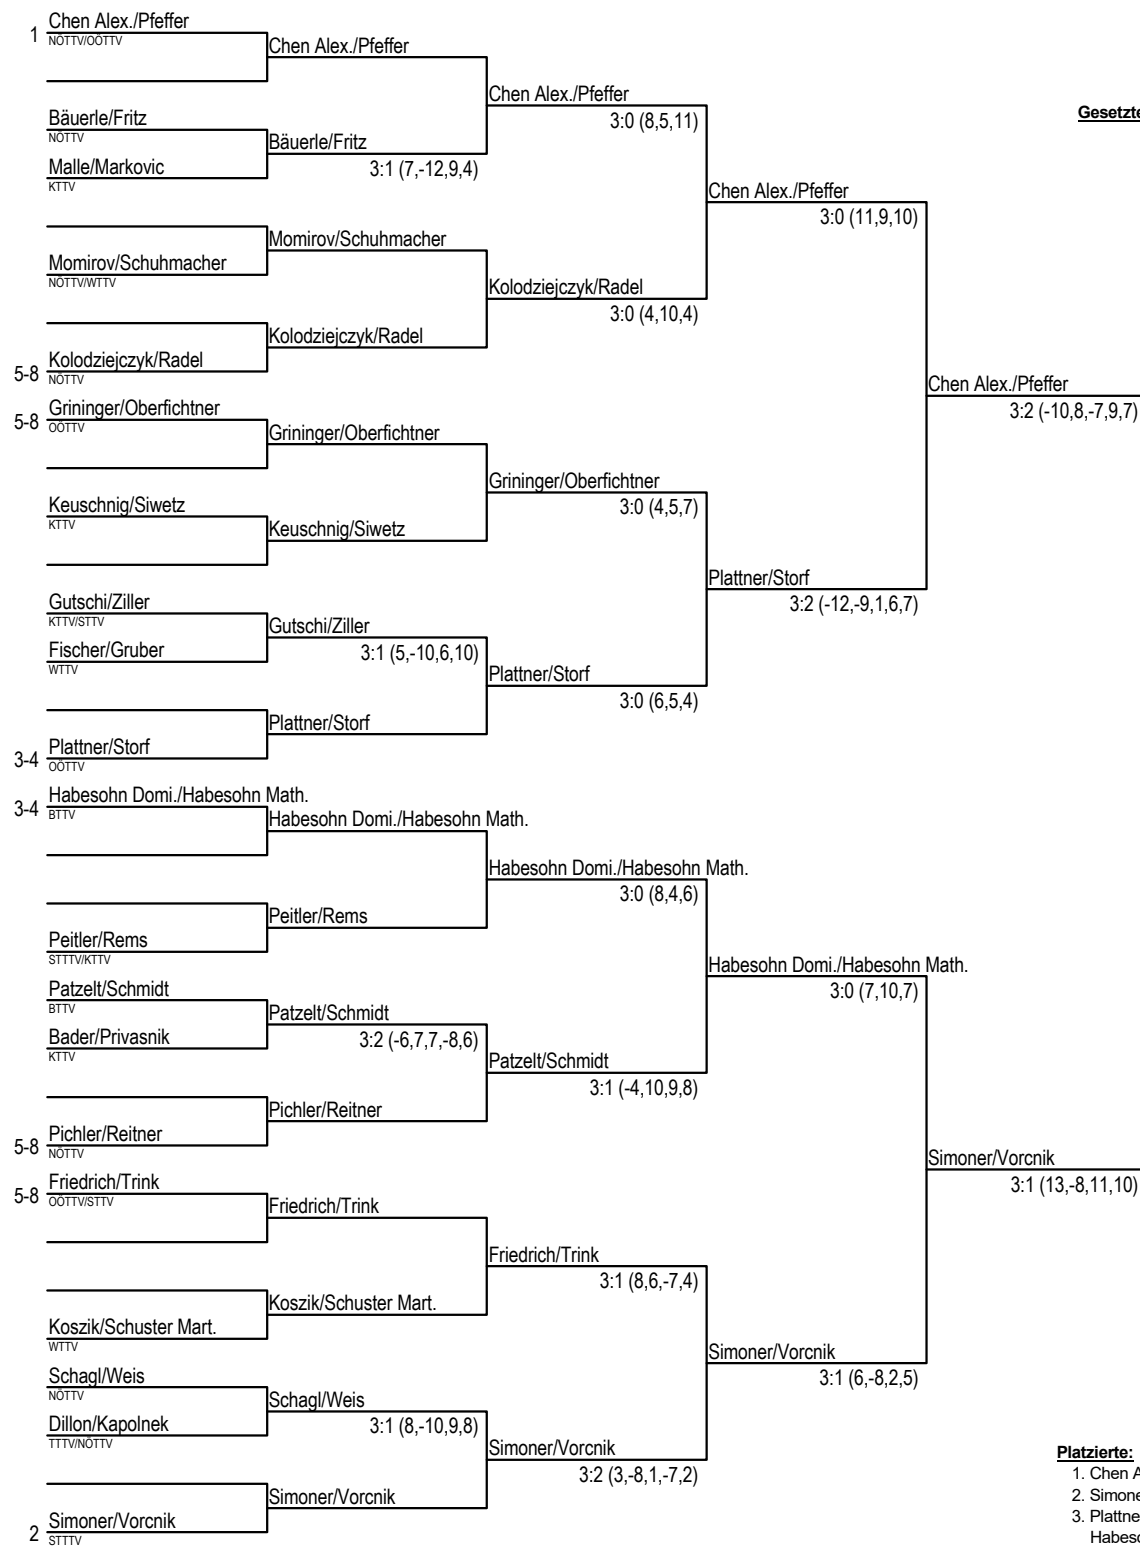 Chen Alex./Pfeffer
1
NÖTTV/OÖTTV
Chen Alex./Pfeffer
Chen Alex./Pfeffer
3:0 (8,5,11)
Gesetzte
Bäuerle/Fritz
NÖTTV
Bäuerle/Fritz
3:1 (7,-12,9,4)
Malle/Markovic
KTTV
Chen Alex./Pfeffer
3:0 (11,9,10)
Momirov/Schuhmacher
Momirov/Schuhmacher
NÖTTV/WTTV
Kolodziejczyk/Radel
3:0 (4,10,4)
Kolodziejczyk/Radel
Kolodziejczyk/Radel
5-8
NÖTTV
Chen Alex./Pfeffer
3:2 (-10,8,-7,9,7)
Grininger/Oberfichtner
5-8
OÖTTV
Grininger/Oberfichtner
Grininger/Oberfichtner
3:0 (4,5,7)
Keuschnig/Siwetz
KTTV
Keuschnig/Siwetz
Plattner/Storf
3:2 (-12,-9,1,6,7)
Gutschi/Ziller
KTTV/STTV
Gutschi/Ziller
3:1 (5,-10,6,10)
Fischer/Gruber
WTTV
Plattner/Storf
3:0 (6,5,4)
Plattner/Storf
Plattner/Storf
3-4
OÖTTV
Habesohn Domi./Habesohn Math.
3-4
BTTV
Habesohn Domi./Habesohn Math.
Habesohn Domi./Habesohn Math.
3:0 (8,4,6)
Peitler/Rems
Peitler/Rems
STTTV/KTTV
Habesohn Domi./Habesohn Math.
3:0 (7,10,7)
Patzelt/Schmidt
BTTV
Patzelt/Schmidt
3:2 (-6,7,7,-8,6)
Bader/Privasnik
KTTV
Patzelt/Schmidt
3:1 (-4,10,9,8)
Pichler/Reitner
Pichler/Reitner
5-8
NÖTTV
Simoner/Vorcnik
3:1 (13,-8,11,10)
Friedrich/Trink
5-8
OÖTTV/STTV
Friedrich/Trink
Friedrich/Trink
3:1 (8,6,-7,4)
Koszik/Schuster Mart.
Koszik/Schuster Mart.
WTTV
Simoner/Vorcnik
3:1 (6,-8,2,5)
Schagl/Weis
NÖTTV
Schagl/Weis
3:1 (8,-10,9,8)
Dillon/Kapolnek
TTTV/NÖTTV
Simoner/Vorcnik
3:2 (3,-8,1,-7,2)
Simoner/Vorcnik
Simoner/Vorcnik
2
STTTV
Platzierte:
1. Chen A
2. Simone
3. Plattne
Habeso